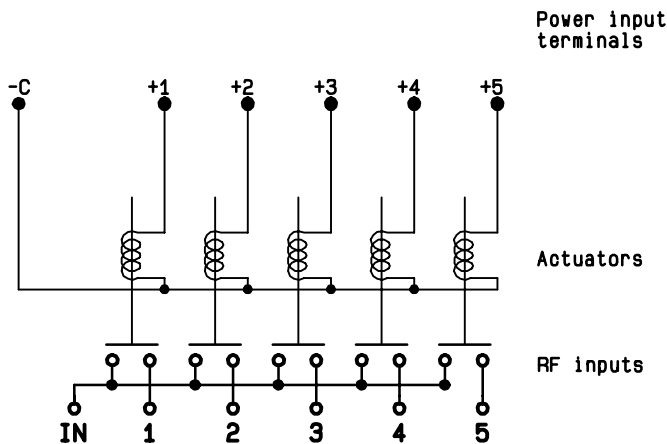 Power input
terminals
-C +1 +2 +3 +4 +5
Actuators
RF inputs
IN 1 2 3 4 5